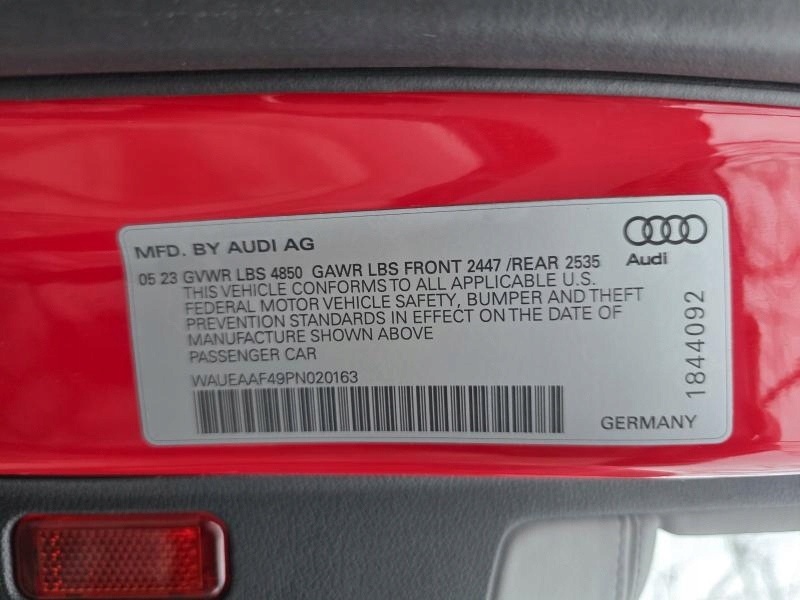 MFD. BY AUDI AG
05 23 GVWR LBS 4850 GAWR LBS FRONT 2447 /REAR 2535
THIS VEHICLE CONFORMS TO ALL APPLICABLE U.S.
FEDERAL MOTOR VEHICLE SAFETY, BUMPER AND THEFT
PREVENTION STANDARDS IN EFFECT ON THE DATE OF
MANUFACTURE SHOWN ABOVE
PASSENGER CAR
WAUEAAF49PN020163
Audi
1844092
GERMANY